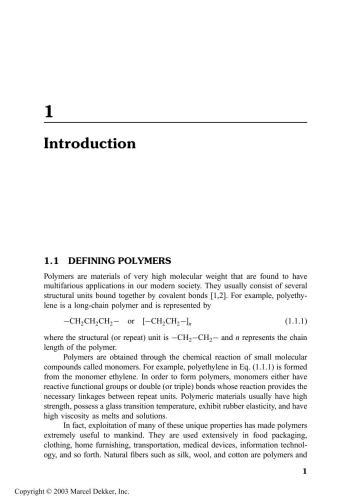 1
Introduction
1.1 DEFINING POLYMERS
Polymers are materials of very high molecular weight that are found to have
multifarious applications in our modern society. They usually consist of several
structural units bound together by covalent bonds [1,2]. For example, polyethy-
lene is a long-chain polymer and is represented by
−CH₂CH₂CH₂− or [−CH₂CH₂−]ₙ (1.1.1)
where the structural (or repeat) unit is −CH₂−CH₂− and n represents the chain
length of the polymer.
Polymers are obtained through the chemical reaction of small molecular
compounds called monomers. For example, polyethylene in Eq. (1.1.1) is formed
from the monomer ethylene. In order to form polymers, monomers either have
reactive functional groups or double (or triple) bonds whose reaction provides the
necessary linkages between repeat units. Polymeric materials usually have high
strength, possess a glass transition temperature, exhibit rubber elasticity, and have
high viscosity as melts and solutions.
In fact, exploitation of many of these unique properties has made polymers
extremely useful to mankind. They are used extensively in food packaging,
clothing, home furnishing, transportation, medical devices, information technol-
ogy, and so forth. Natural fibers such as silk, wool, and cotton are polymers and
1
Copyright © 2003 Marcel Dekker, Inc.